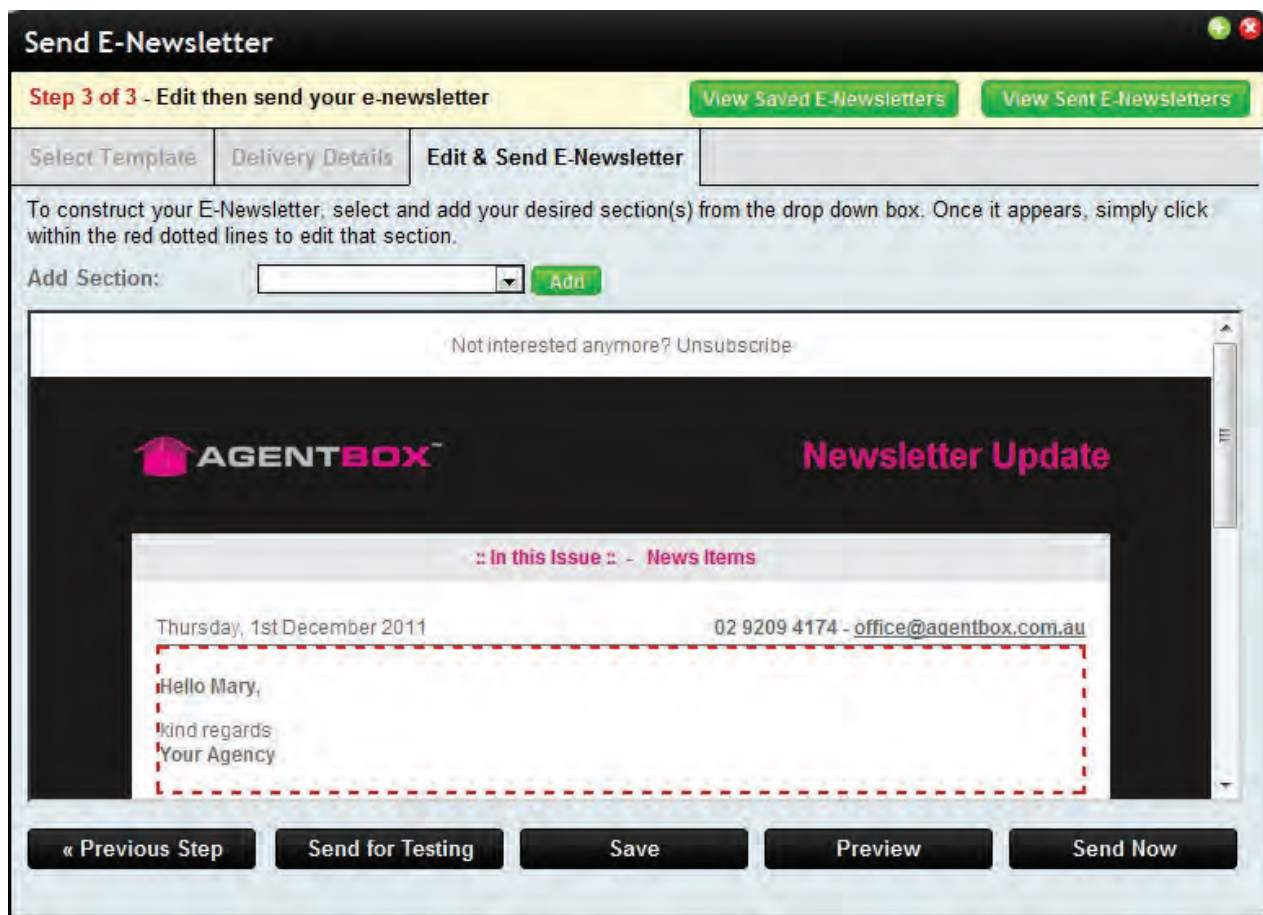 Send E-Newsletter
Step 3 of 3 - Edit then send your e-newsletter
View Saved E-Newsletters
View Sent E-Newsletters
Select Template
Delivery Details
Edit & Send E-Newsletter
To construct your E-Newsletter, select and add your desired section(s) from the drop down box. Once it appears, simply click
within the red dotted lines to edit that section.
Add Section:
Add
Not interested anymore? Unsubscribe
AGENTBOX™
Newsletter Update
:: In this Issue :: - News Items
Thursday, 1st December 2011
02 9209 4174 - office@agentbox.com.au
Hello Mary,
kind regards
Your Agency
« Previous Step
Send for Testing
Save
Preview
Send Now